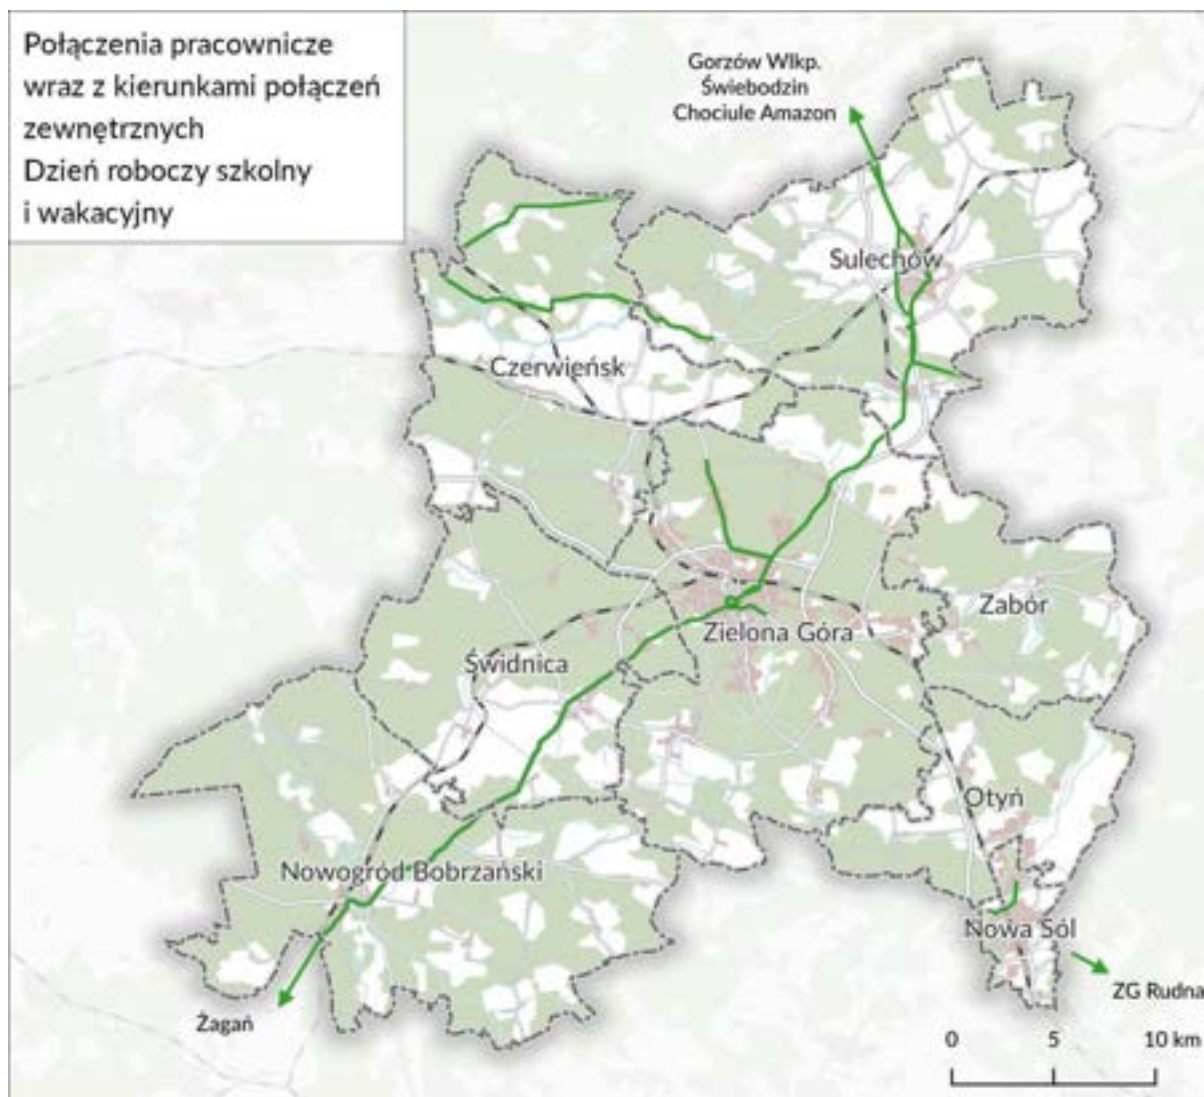 Połączenia pracownicze
wraz z kierunkami połączeń
zewnętrznych
Dzień roboczy szkolny
i wakacyjny
Gorzów Wlkp.
Świebodzin
Chociule Amazon
Sulechów
Czerwieńsk
Zabór
Zielona Góra
Świdnica
Otyń
Nowogród Bobrzański
Nowa Sól
ZG Rudna
Żagań
0 5 10 km